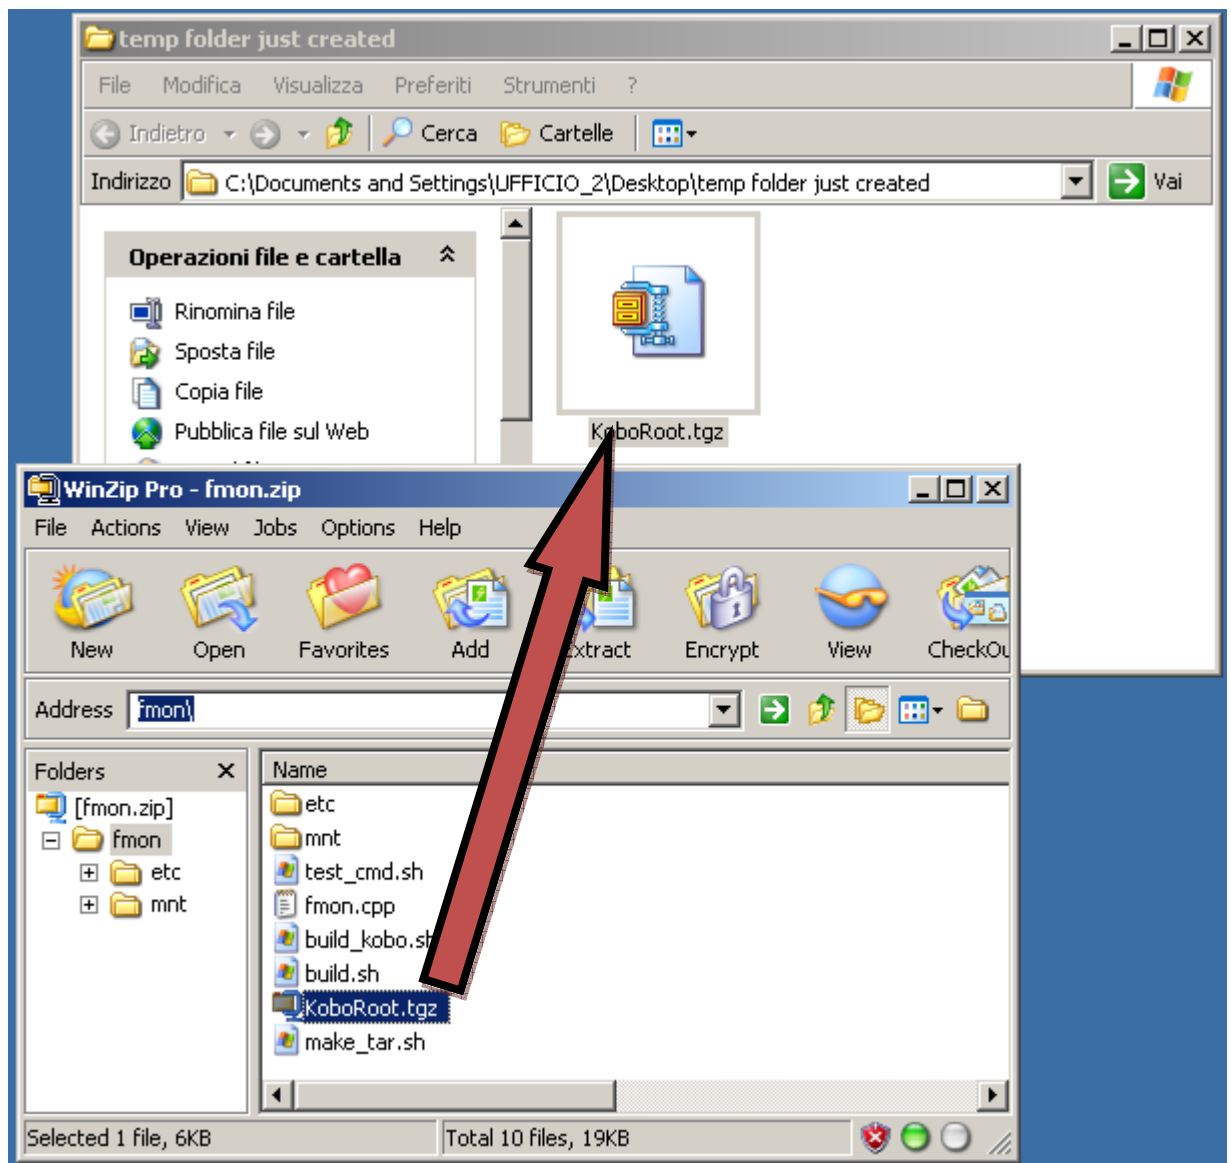 temp folder just created
File Modifica Visualizza Preferiti Strumenti ?
Indietro Cerca Cartelle
Indirizzo C:\Documents and Settings\UFFICIO_2\Desktop\temp folder just created Vai
Operazioni file e cartella
Rinomina file
Sposta file
Copia file
Pubblica file sul Web
KoboRoot.tgz
WinZip Pro - fmon.zip
File Actions View Jobs Options Help
New Open Favorites Add Extract Encrypt View CheckOu
Address fmon\
Folders X Name
[fmon.zip]
fmon
etc
mnt
etc
mnt
test_cmd.sh
fmon.cpp
build_kobo.sh
build.sh
KoboRoot.tgz
make_tar.sh
Selected 1 file, 6KB Total 10 files, 19KB